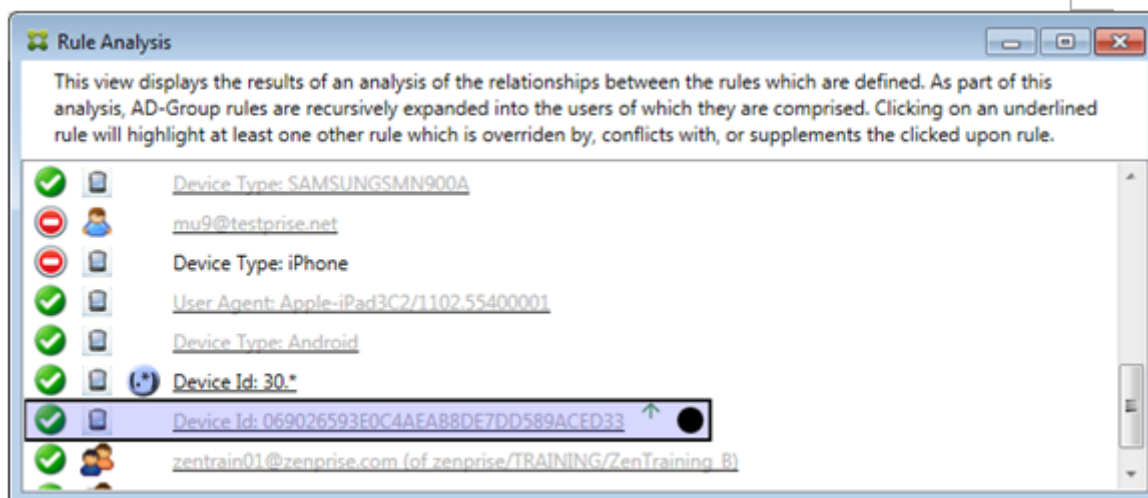 Rule Analysis
This view displays the results of an analysis of the relationships between the rules which are defined. As part of this
analysis, AD-Group rules are recursively expanded into the users of which they are comprised. Clicking on an underlined
rule will highlight at least one other rule which is overriden by, conflicts with, or supplements the clicked upon rule.
Device Type: SAMSUNGSMN900A
mu9@testprise.net
Device Type: iPhone
User Agent: Apple-iPad3C2/1102.55400001
Device Type: Android
(.*) Device Id: 30.*
Device Id: 069026593E0C4AEAB8DE7DD589ACED33
zentrain01@zenprise.com (of zenprise/TRAINING/ZenTraining B)